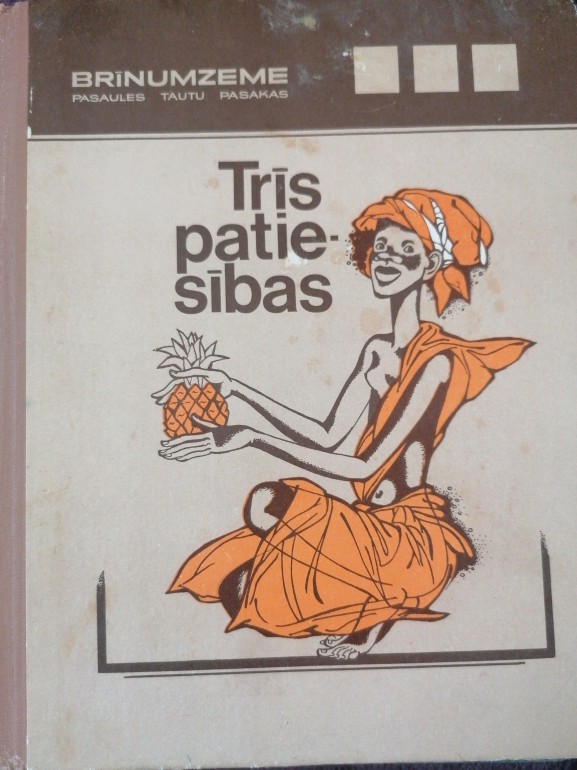 BRĪNUMZEME
PASAULES TAUTU PASAKAS
Trīs
patie-
sības